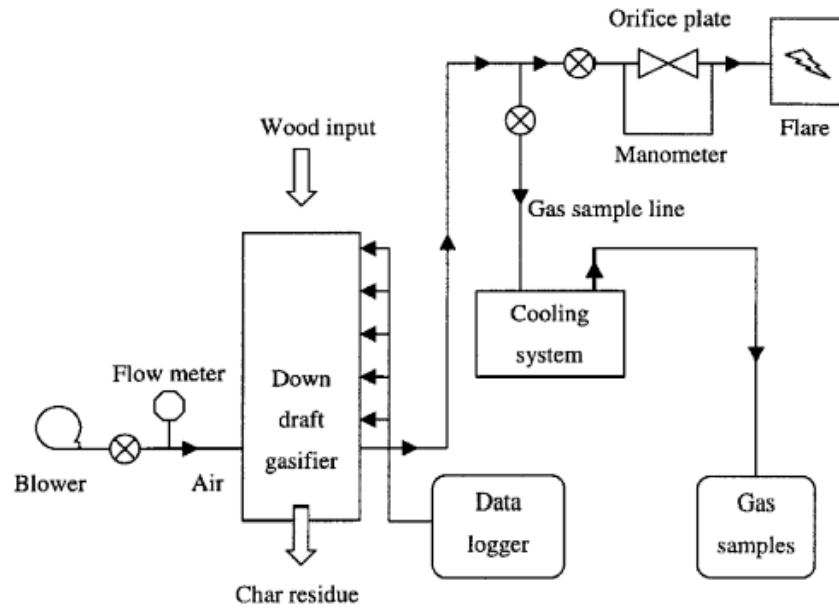 Orifice plate
Wood input
Flare
Manometer
Gas sample line
Cooling
system
Flow meter
Down
draft
gasifier
Blower
Air
Data
logger
Gas
samples
Char residue